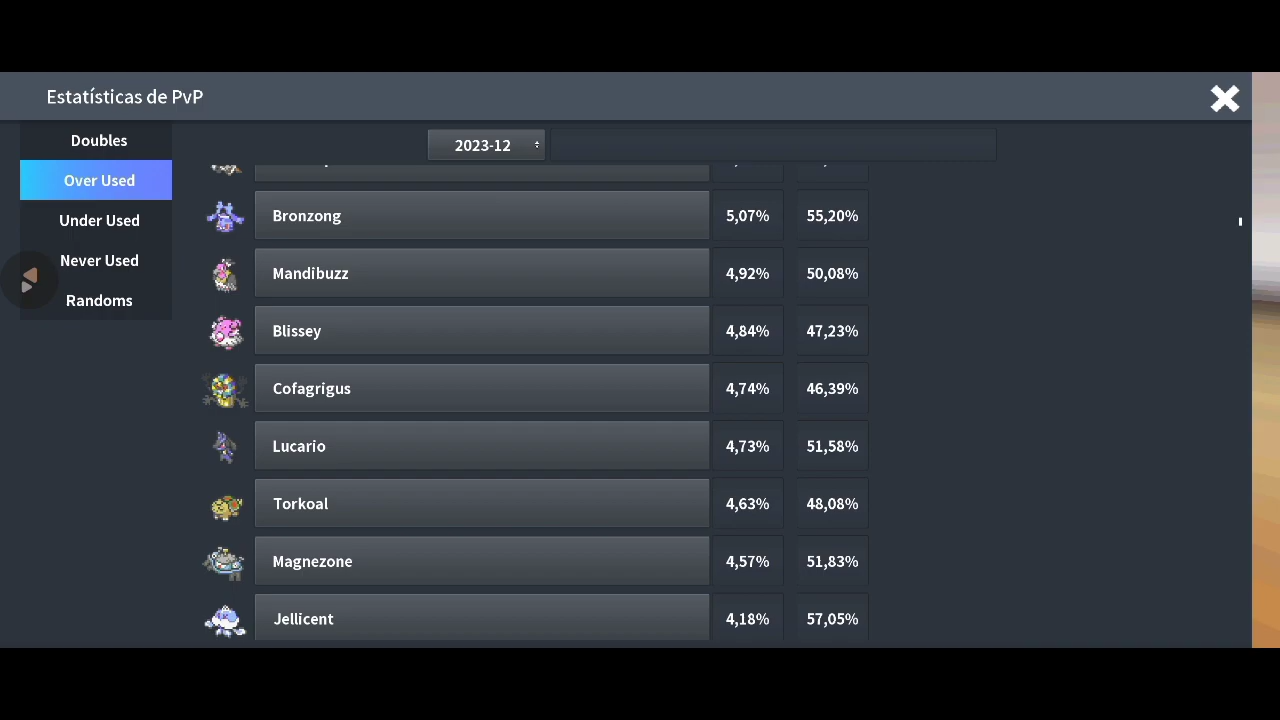 Estatísticas de PvP
Doubles
Over Used
Under Used
Never Used
Randoms
2023-12
Bronzong 5,07% 55,20%
Mandibuzz 4,92% 50,08%
Blissey 4,84% 47,23%
Cofagrigus 4,74% 46,39%
Lucario 4,73% 51,58%
Torkoal 4,63% 48,08%
Magnezone 4,57% 51,83%
Jellicent 4,18% 57,05%